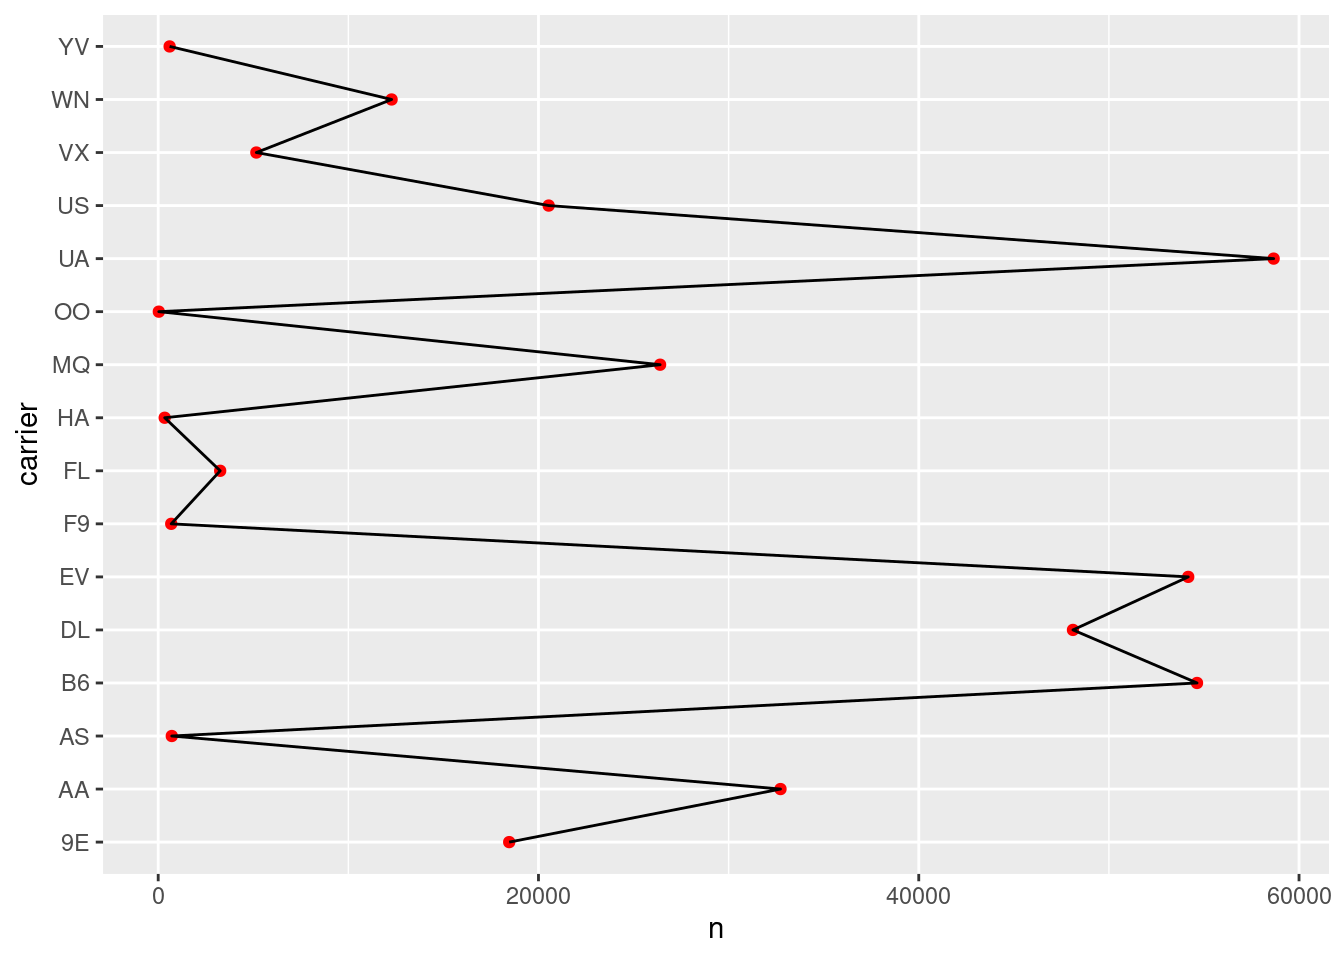 YV
WN
VX
US
UA
OO
MQ
HA
FL
F9
EV
DL
B6
AS
AA
9E
carrier
0 20000 40000 60000
n